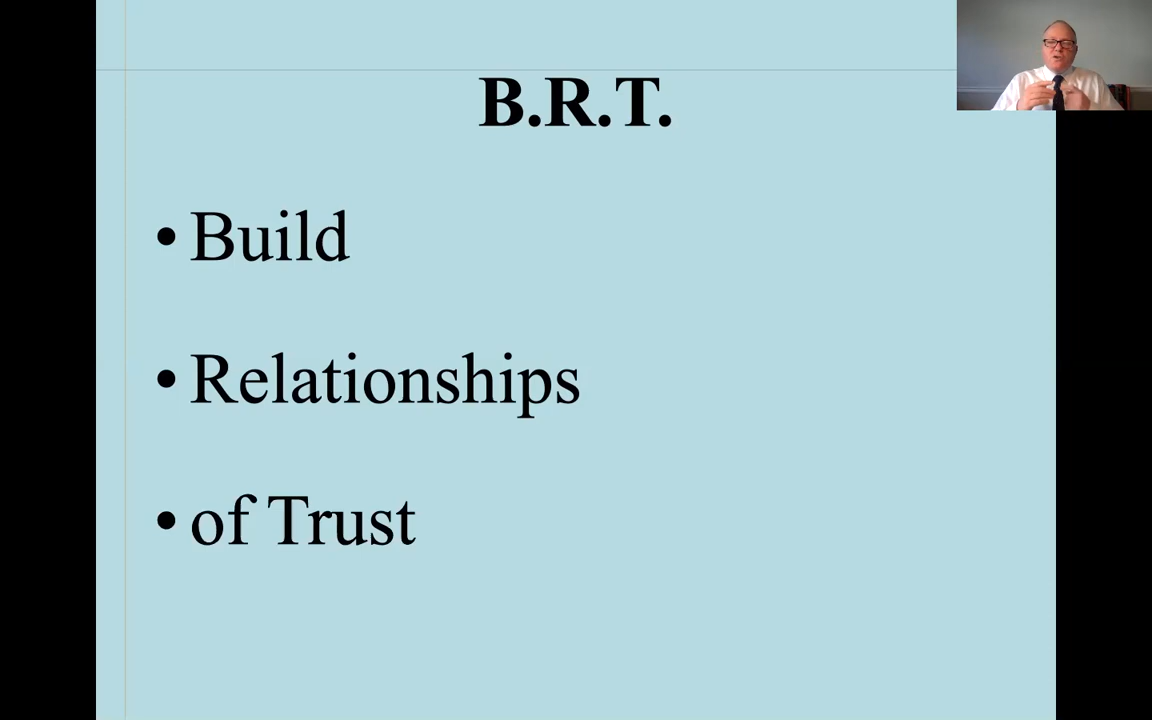 B.R.T.
• Build
• Relationships
• of Trust